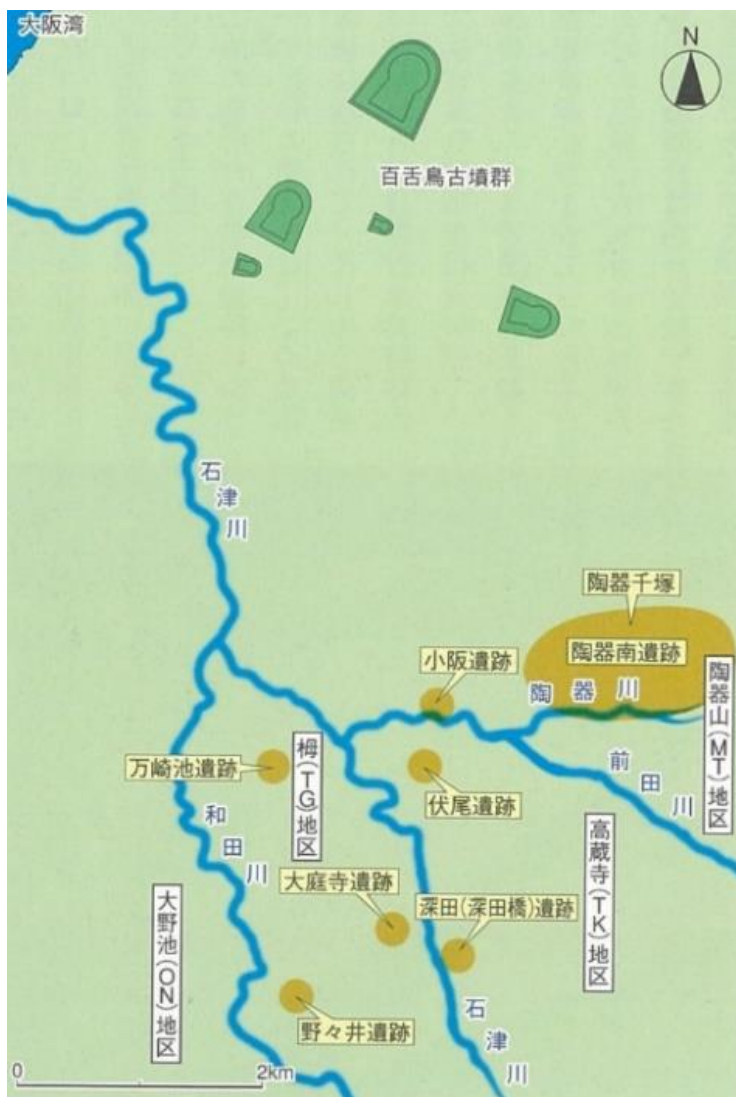 大阪湾
N
百舌鳥古墳群
石津川
陶器千塚
陶器南遺跡
小阪遺跡
陶器川
陶器山(MT)地区
前田川
万崎池遺跡
栂(TG)地区
伏尾遺跡
和田川
高蔵寺(TK)地区
大庭寺遺跡
深田(深田橋)遺跡
大野池(ON)地区
野々井遺跡
石津川
0
2km